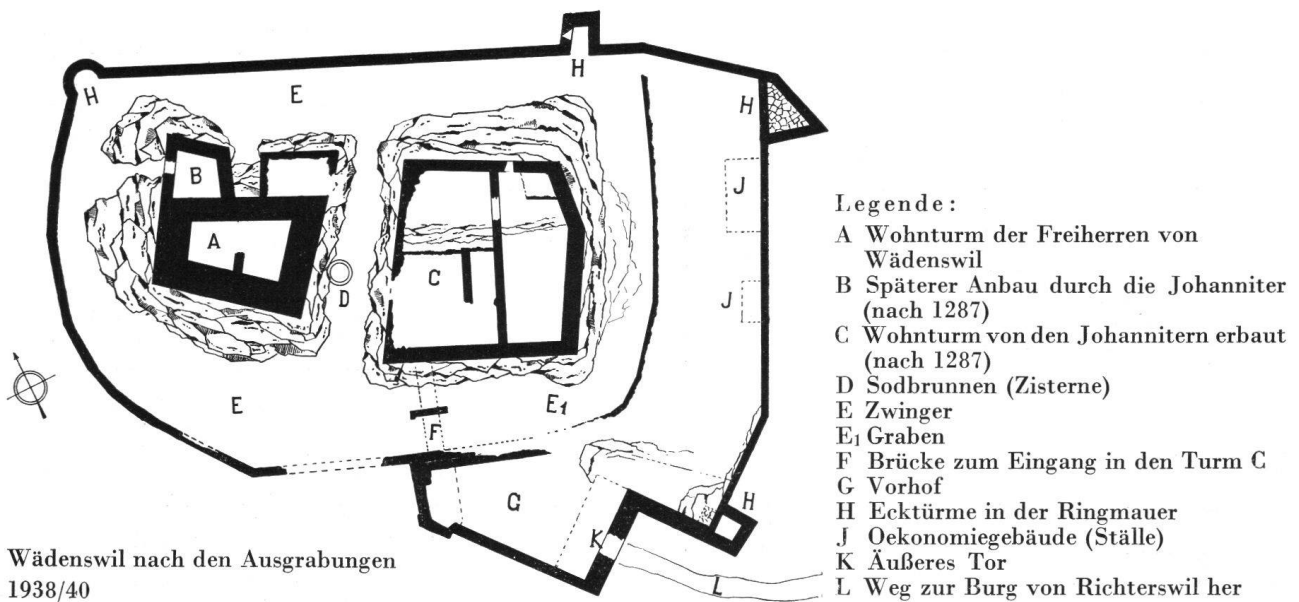 H
H
E
H
B
J
A
C
D
J
E
E1
F
G
H
K
L
Wädenswil nach den Ausgrabungen
1938/40
Legende:
A Wohnturm der Freiherren von
Wädenswil
B Späterer Anbau durch die Johanniter
(nach 1287)
C Wohnturm von den Johannitern erbaut
(nach 1287)
D Sodbrunnen (Zisterne)
E Zwinger
E₁ Graben
F Brücke zum Eingang in den Turm C
G Vorhof
H Ecktürme in der Ringmauer
J Oekonomiegebäude (Ställe)
K Äußeres Tor
L Weg zur Burg von Richterswil her